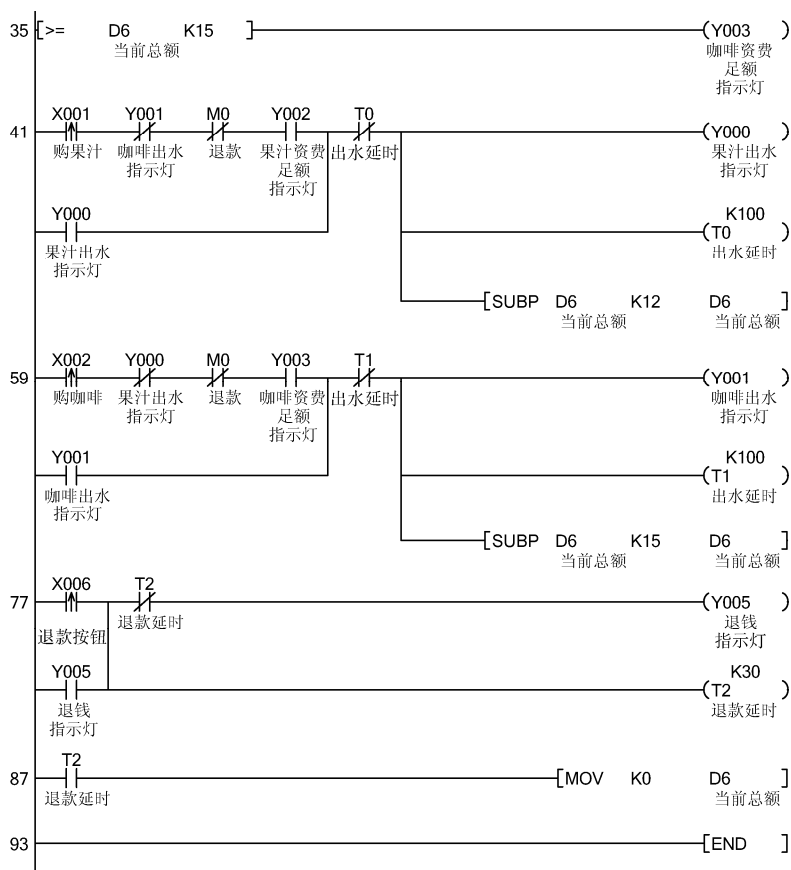 35 [>= D6 K15 ] (Y003 )
当前总额 咖啡资费
足额
指示灯
X001 Y001 M0 Y002 T0
41 (Y000 )
购果汁 咖啡出水 退款 果汁资费 出水延时 果汁出水
指示灯 足额 指示灯
指示灯
Y000 K100
(T0 )
果汁出水 出水延时
指示灯
[SUBP D6 K12 D6 ]
当前总额 当前总额
X002 Y000 M0 Y003 T1
59 (Y001 )
购咖啡 果汁出水 退款 咖啡资费 出水延时 咖啡出水
指示灯 足额 指示灯
指示灯
Y001 K100
(T1 )
咖啡出水 出水延时
指示灯
[SUBP D6 K15 D6 ]
当前总额 当前总额
X006 T2
77 (Y005 )
退款按钮 退款延时 退钱
指示灯
Y005 K30
(T2 )
退钱 退款延时
指示灯
T2
87 [MOV K0 D6 ]
退款延时 当前总额
93 [END ]